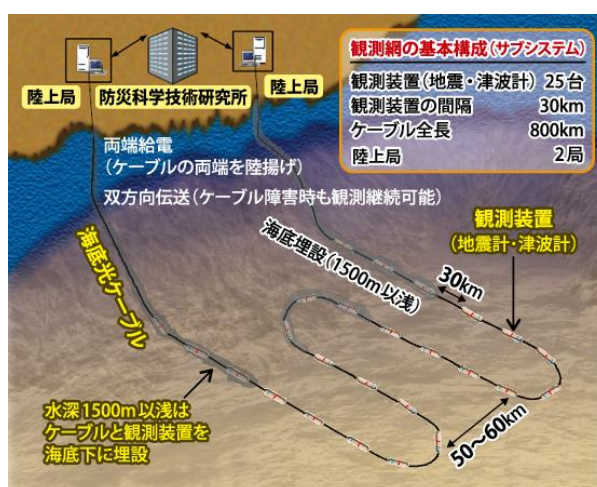 観測網の基本構成(サブシステム)
観測装置(地震・津波計) 25台
観測装置の間隔 30km
ケーブル全長 800km
陸上局 2局
陸上局
防災科学技術研究所
陸上局
両端給電
(ケーブルの両端を陸揚げ)
双方向伝送(ケーブル障害時も観測継続可能)
観測装置
(地震計・津波計)
海底埋設(1500m以浅)
30km
海底光ケーブル
水深1500m以浅は
ケーブルと観測装置を
海底下に埋設
50〜60km